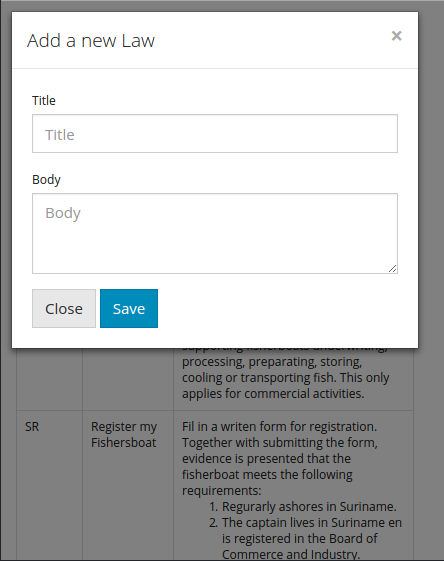 Add a new Law
×
Title
Title
Body
Body
Close Save
supporting fisherboats underwriting,
processing, preparing, storing,
cooling or transporting fish. This only
applies for commercial activities.
SR
Register my
Fishersboat
Fil in a writen form for registration.
Together with submitting the form,
evidence is presented that the
fisherboat meets the following
requirements:
1. Regurarly ashores in Suriname.
2. The captain lives in Suriname en
is registered in the Board of
Commerce and Industry.